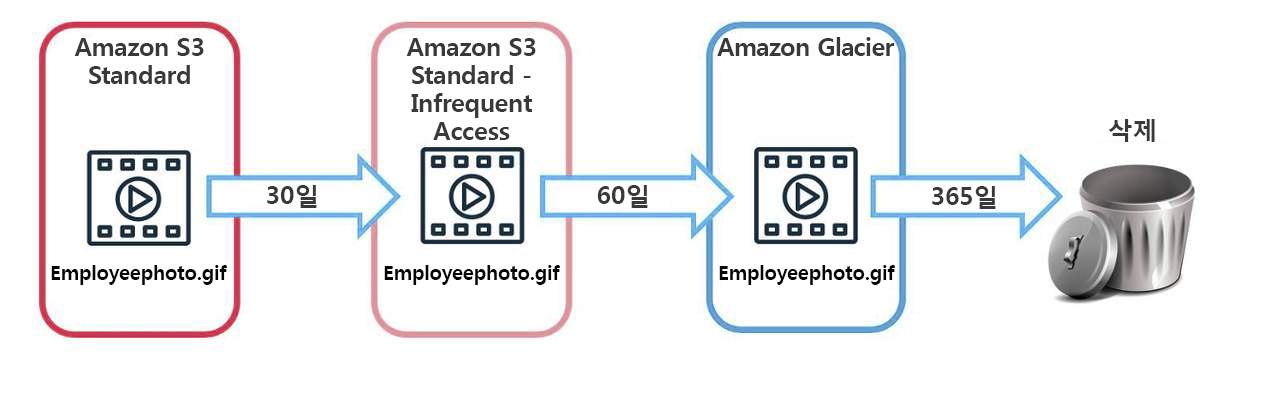 Amazon S3
Standard
Employeephoto.gif
30일
Amazon S3
Standard -
Infrequent
Access
Employeephoto.gif
60일
Amazon Glacier
Employeephoto.gif
365일
삭제